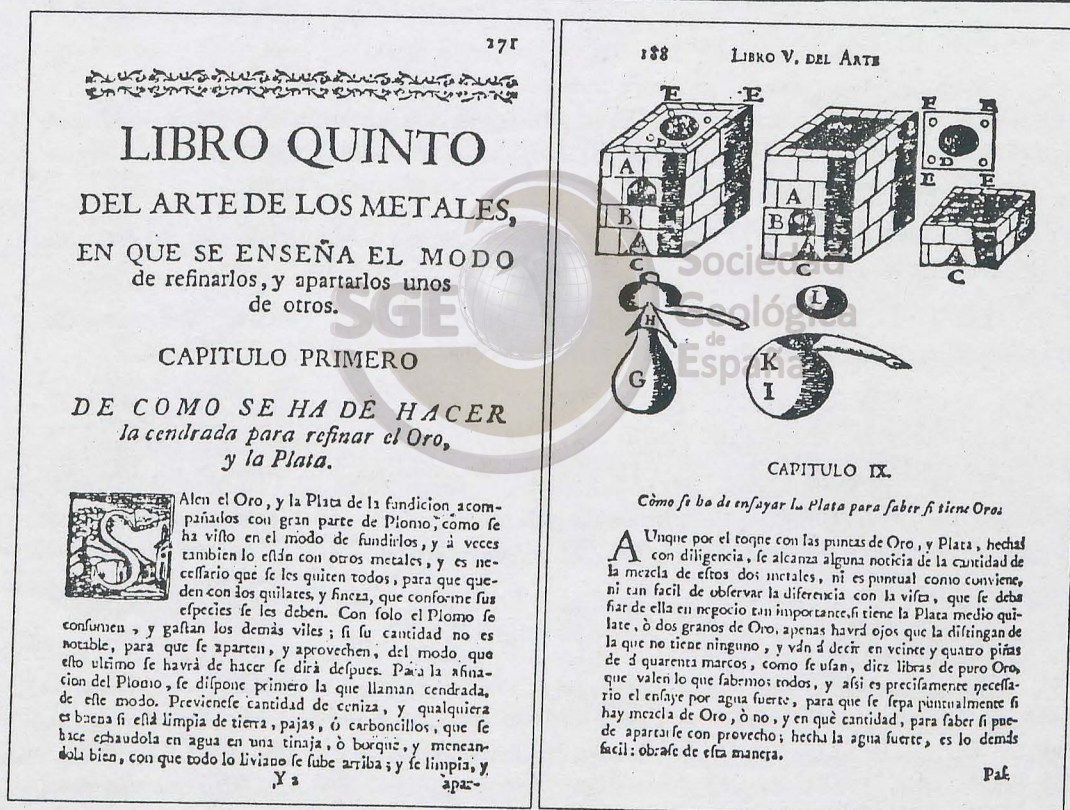 171
LIBRO QUINTO
DEL ARTE DE LOS METALES,
EN QUE SE ENSEÑA EL MODO
de refinarlos, y apartarlos unos
de otros.
CAPITULO PRIMERO
DE COMO SE HA DE HACER
la cendrada para refinar el Oro,
y la Plata.
SAlen el Oro, y la Plata de la fundicion acom-
pañados con gran parte de Plomo, como se
ha visto en el modo de fundirlos, y à veces
tambien lo están con otros metales, y es ne-
cessario que se les quiten todos, para que que-
den con los quilates, y fineza, que conforme sus
especies se les deben. Con solo el Plomo se
consumen, y gastan los demás viles; si su cantidad no es
notable, para que se aparten, y aprovechen, del modo que
esto ultimo se havrá de hacer se dirá despues. Para la afina-
cion del Plomo, se dispone primero la que llaman cendrada,
de este modo. Previenese cantidad de ceniza, y qualquiera
es buena si está limpia de tierra, pajas, ó carboncillos, que se
hace echandola en agua en una tinaja, ò borque, y menean-
dola bien, con que todo lo liviano se sube arriba; y se limpia, y
Y 2
apar-
188
LIBRO V. DEL ARTE
E E
A
B
C
D
A
B
C
E E
D
E E
A
C
H
G
L
K
I
CAPITULO IX.
Còmo se ha de ensayar la Plata para saber si tiene Oro.
AUnque por el toque con las puntas de Oro, y Plata, hechas
con diligencia, se alcanza alguna noticia de la cantidad de
la mezcla de estos dos metales, ni es puntual como conviene,
ni tan facil de observar la diferencia con la vista, que se deba
fiar de ella en negocio tan importante, si tiene la Plata medio qui-
late, ò dos granos de Oro, apenas havrá ojos que la distingan de
la que no tiene ninguno, y ván á decir en veinte y quatro piñas
de á quarenta marcos, como se usan, diez libras de puro Oro,
que valen lo que sabemos todos, y assi es precisamente necessa-
rio el ensaye por agua fuerte, para que se sepa puntualmente si
hay mezcla de Oro, ò no, y en què cantidad, para saber si pue-
de apartarse con provecho; hecha la agua fuerte, es lo demás
facil: obrase de esta manera.
Pas
SGE
Sociedad
Geológica
de
España